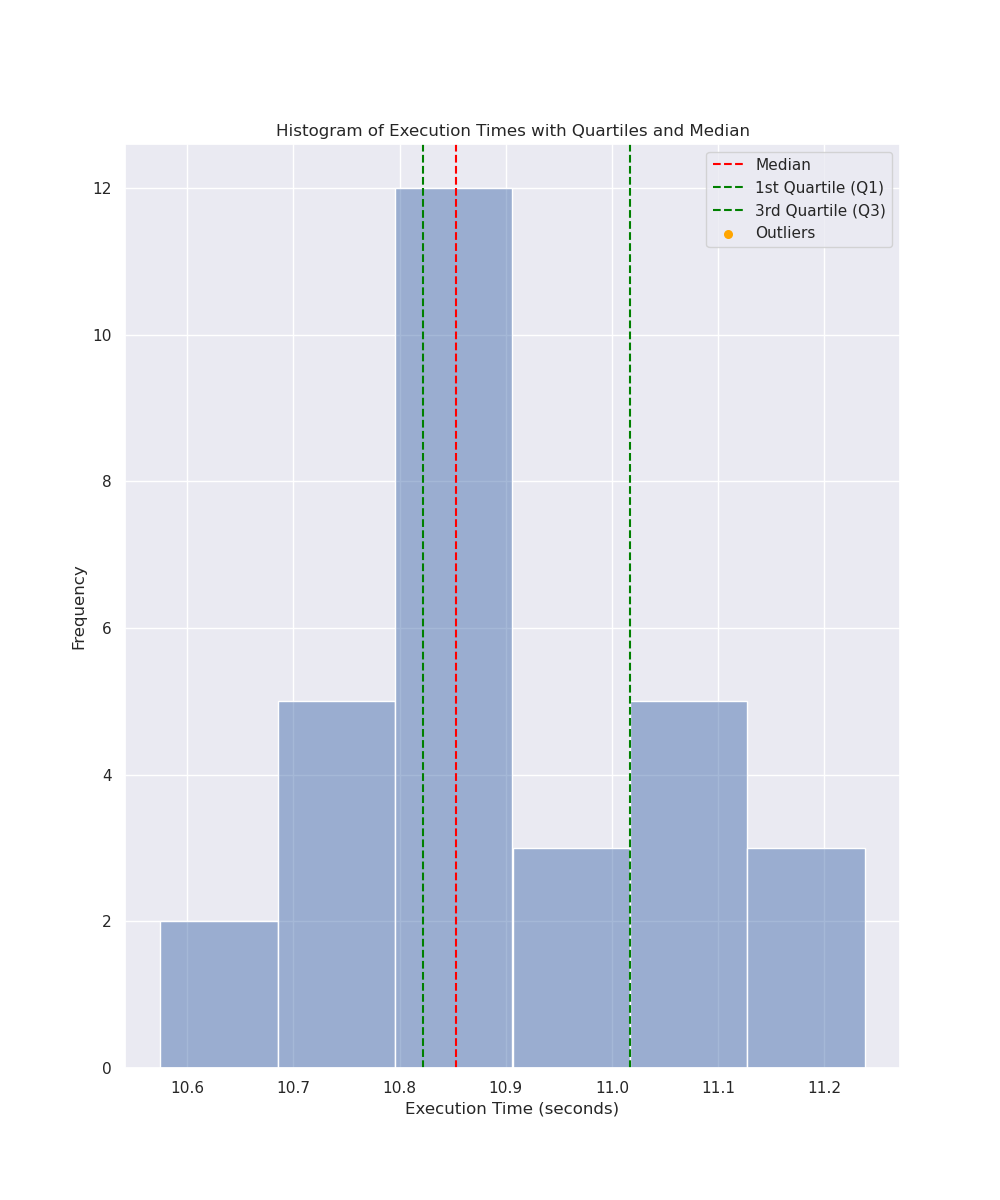 Histogram of Execution Times with Quartiles and Median
Median
1st Quartile (Q1)
3rd Quartile (Q3)
Outliers
12
10
8
6
4
2
0
Frequency
10.6 10.7 10.8 10.9 11.0 11.1 11.2
Execution Time (seconds)